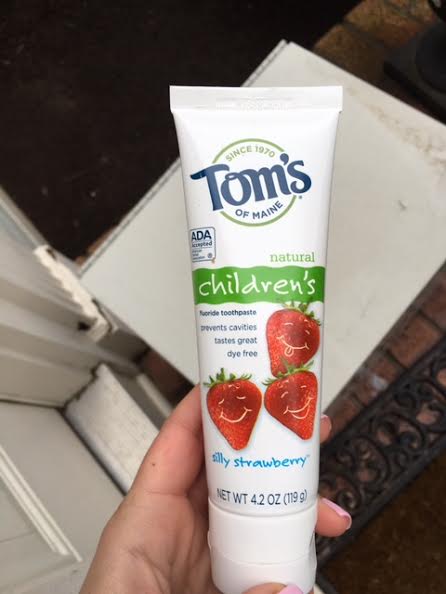 SINCE 1970
Tom's
OF MAINE
ADA
Accepted
natural
children's
fluoride toothpaste
prevents cavities
tastes great
dye free
silly strawberry™
NET WT 4.2 OZ (119 g)